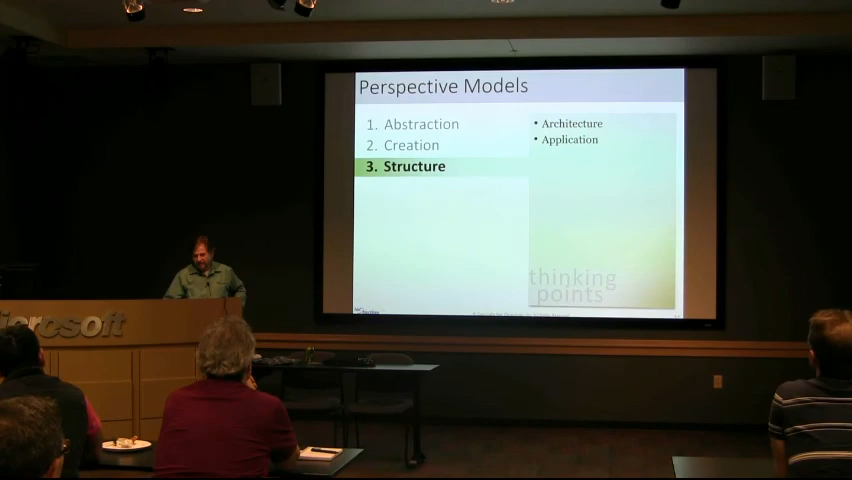 Perspective Models
1. Abstraction
2. Creation
3. Structure
• Architecture
• Application
thinking
points
Microsoft